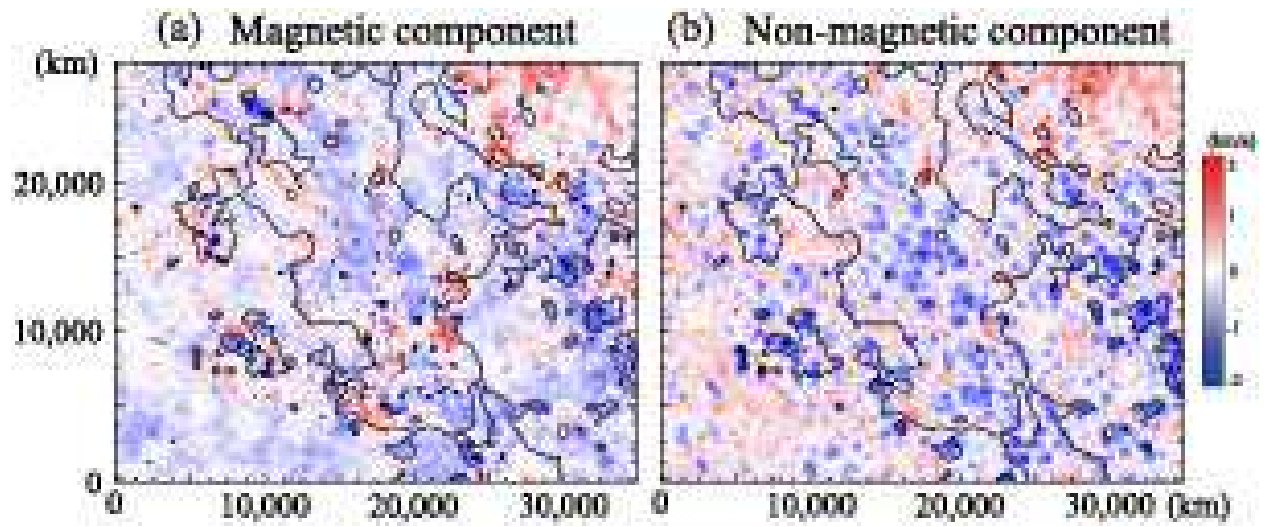 (a) Magnetic component
(b) Non-magnetic component
(km)
20,000
10,000
0
0 10,000 20,000 30,000
10,000 20,000 30,000 (km)